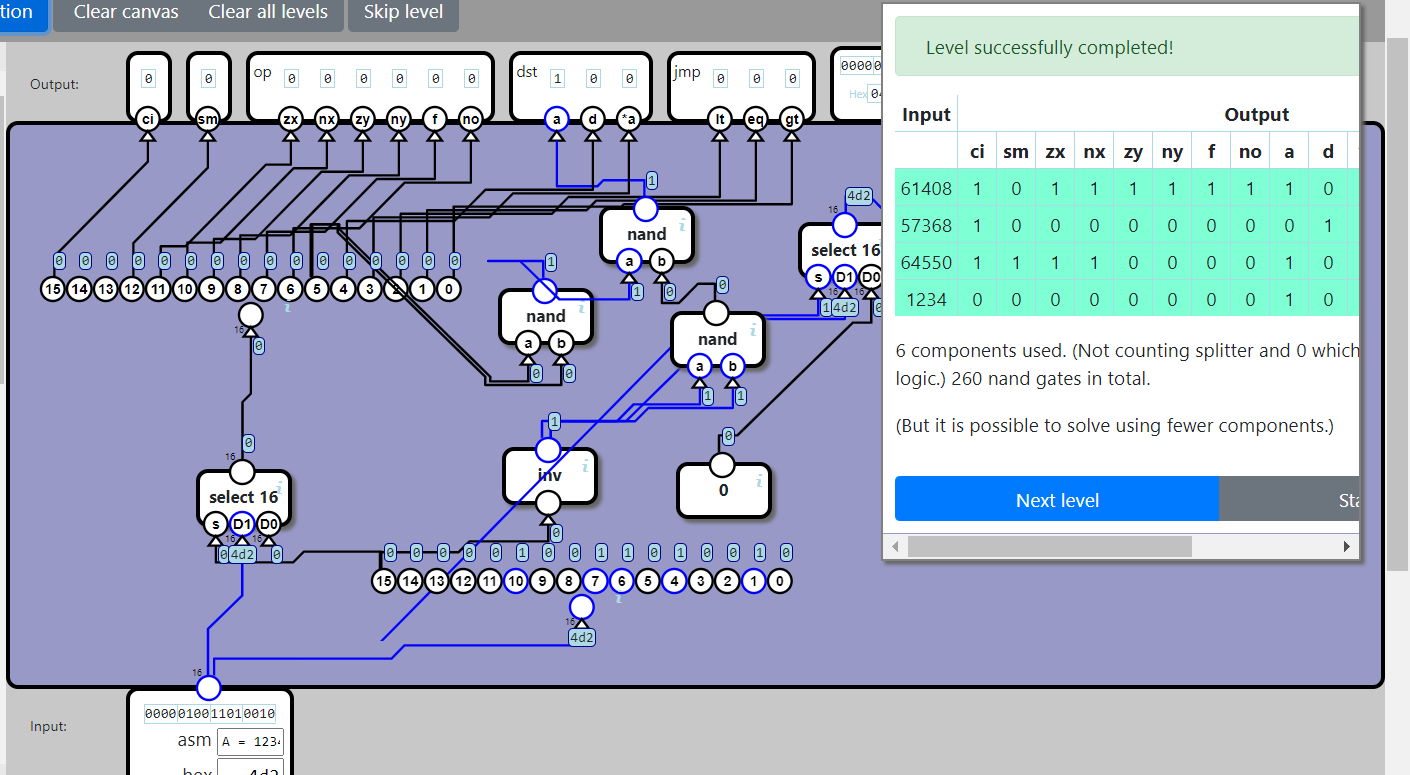 tion Clear canvas Clear all levels Skip level
Output:
0 0 op 0 0 0 0 0 0 dst 1 0 0 jmp 0 0 0 00000
Hex 04
ci sm zx nx zy ny f no a d *a lt eq gt
Level successfully completed!
Input Output
ci sm zx nx zy ny f no a d
61408 1 0 1 1 1 1 1 1 1 0
57368 1 0 0 0 0 0 0 0 0 1
64550 1 1 1 1 0 0 0 0 1 0
1234 0 0 0 0 0 0 0 0 1 0
6 components used. (Not counting splitter and 0 which
logic.) 260 nand gates in total.
(But it is possible to solve using fewer components.)
Next level Sta
1
16 4d2
nand
a b
select 16
s D1 D0
16 16
1 0 1 4d2 0
0 0 0 0 0 0 0 0 0 0 0 0 0 0 0 0
15 14 13 12 11 10 9 8 7 6 5 4 3 2 1 0
16
0
1
nand
a b
0 0
0
nand
a b
1 1
0
16
select 16
s D1 D0
16 16
0 4d2 0
1
inv
0
0
0
0 0 0 0 0 1 0 0 1 1 0 1 0 0 1 0
15 14 13 12 11 10 9 8 7 6 5 4 3 2 1 0
16
4d2
16
Input:
0000010011010010
asm A = 1234
hex 4d2